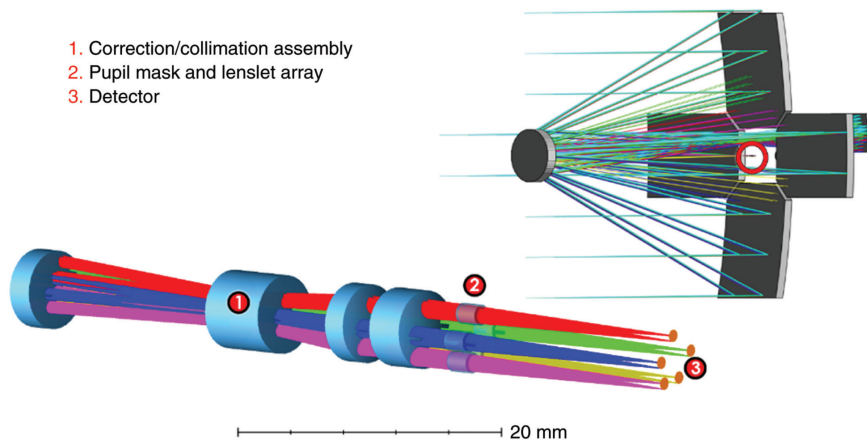 1. Correction/collimation assembly
2. Pupil mask and lenslet array
3. Detector
1
2
3
20 mm